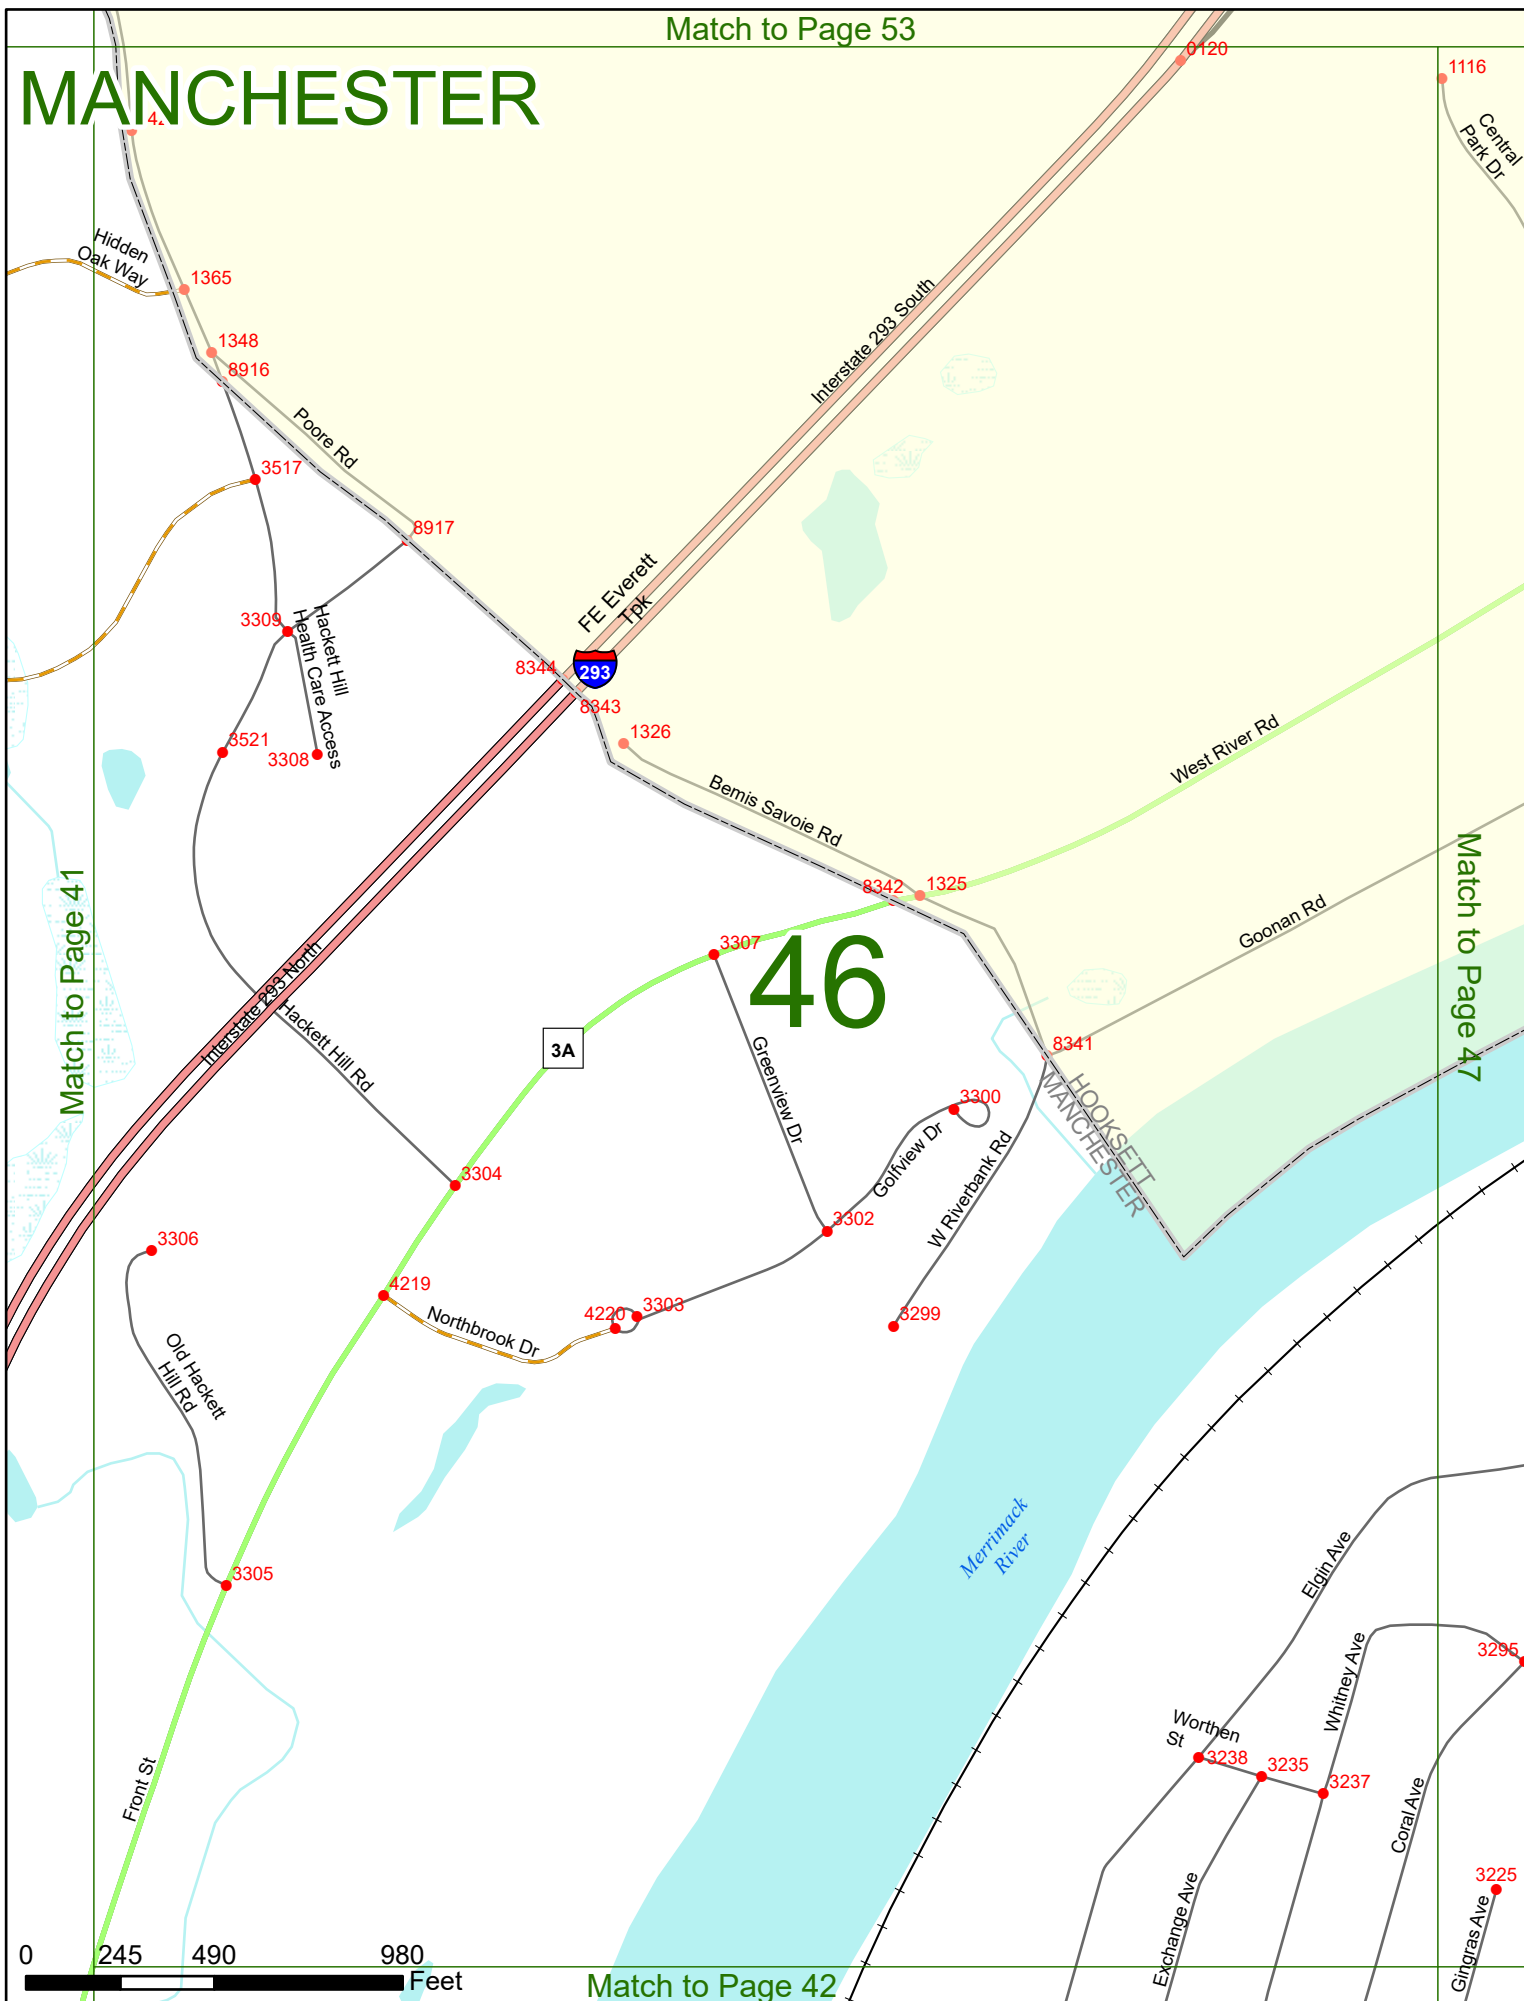 Match to Page 53
MANCHESTER
0120
1116
Central
Park Dr
Hidden
Oak Way
1365
1348
8916
Interstate 293 South
Poore Rd
3517
8917
FE Everett
Tpk
3309
Hackett Hill
Health Care Access
8344
293
8343
1326
3521
3308
West River Rd
Bemis Savoie Rd
Match to Page 41
Match to Page 47
8342
1325
Goonan Rd
3307
46
Interstate 293 North
Hackett Hill Rd
3A
Greenview Dr
8341
HOOKSETT
MANCHESTER
3300
Golfview Dr
W Riverbank Rd
3304
3302
3306
4219
Northbrook Dr
4220
3303
3299
Old Hackett
Hill Rd
Merrimack
River
Elgin Ave
3305
Whitney Ave
3295
Worthen
St
3238
3235
3237
Front St
Coral Ave
Exchange Ave
3225
Gingras Ave
0 245 490 980
Feet
Match to Page 42